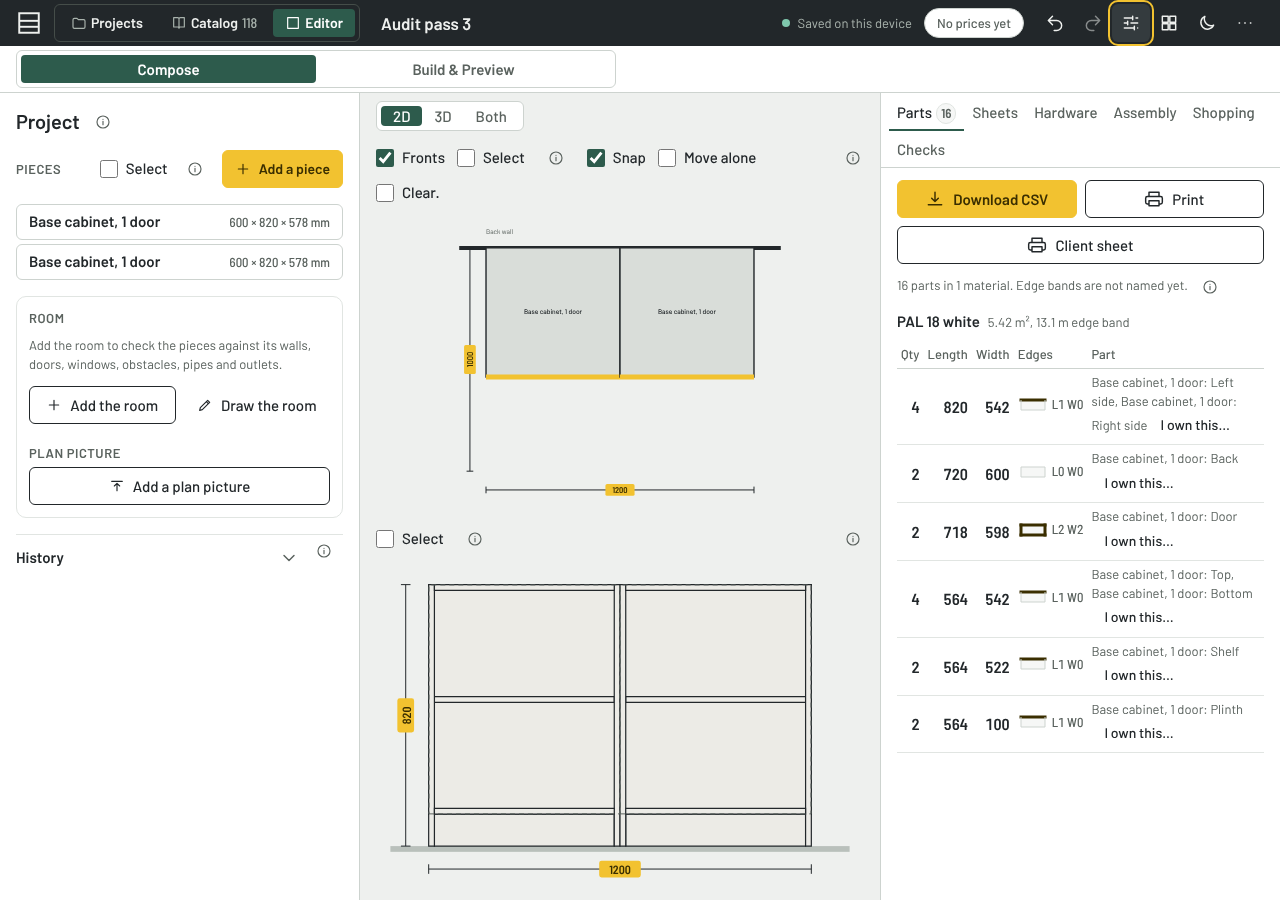 Projects
Catalog 118
Editor
Audit pass 3
Saved on this device
No prices yet
Compose
Build & Preview
Project
PIECES
Select
Add a piece
Base cabinet, 1 door 600 × 820 × 578 mm
Base cabinet, 1 door 600 × 820 × 578 mm
ROOM
Add the room to check the pieces against its walls,
doors, windows, obstacles, pipes and outlets.
Add the room
Draw the room
PLAN PICTURE
Add a plan picture
History
2D
3D
Both
Fronts
Select
Snap
Move alone
Clear.
Back wall
Base cabinet, 1 door
Base cabinet, 1 door
1000
1200
Select
820
1200
Parts 16
Sheets
Hardware
Assembly
Shopping
Checks
Download CSV
Print
Client sheet
16 parts in 1 material. Edge bands are not named yet.
PAL 18 white 5.42 m², 13.1 m edge band
Qty Length Width Edges Part
4 820 542 L1 W0 Base cabinet, 1 door: Left
side, Base cabinet, 1 door:
Right side I own this...
2 720 600 L0 W0 Base cabinet, 1 door: Back
I own this...
2 718 598 L2 W2 Base cabinet, 1 door: Door
I own this...
4 564 542 L1 W0 Base cabinet, 1 door: Top,
Base cabinet, 1 door: Bottom
I own this...
2 564 522 L1 W0 Base cabinet, 1 door: Shelf
I own this...
2 564 100 L1 W0 Base cabinet, 1 door: Plinth
I own this...